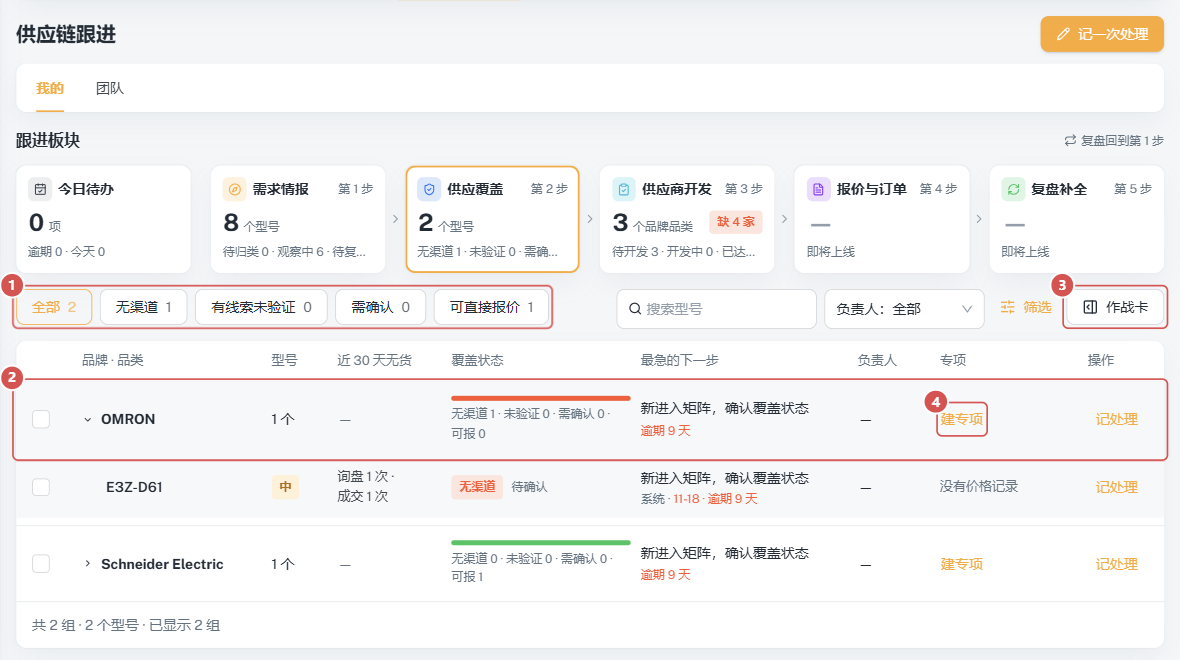 供应链跟进
记一次处理
我的 团队
跟进板块
复盘回到第 1 步
今日待办
0 项
逾期 0 · 今天 0
需求情报 第 1 步
8 个型号
待归类 0 · 观察中 6 · 待复...
供应覆盖 第 2 步
2 个型号
无渠道 1 · 未验证 0 · 需确...
供应商开发 第 3 步
3 个品牌品类 缺 4 家
待开发 3 · 开发中 0 · 已达...
报价与订单 第 4 步
—
即将上线
复盘补全 第 5 步
—
即将上线
1
全部 2 无渠道 1 有线索未验证 0 需确认 0 可直接报价 1
搜索型号
负责人：全部
筛选
3
作战卡
品牌 · 品类 型号 近 30 天无货 覆盖状态 最急的下一步 负责人 专项 操作
2
OMRON 1 个 —
无渠道 1 · 未验证 0 · 需确认 0 ·
可报 0
新进入矩阵，确认覆盖状态
逾期 9 天
—
4
建专项
记处理
E3Z-D61
中
询盘 1 次 ·
成交 1 次
无渠道 待确认
新进入矩阵，确认覆盖状态
系统 · 11-18 · 逾期 9 天
—
没有价格记录
记处理
Schneider Electric 1 个 —
无渠道 0 · 未验证 0 · 需确认 0 ·
可报 1
新进入矩阵，确认覆盖状态
逾期 9 天
—
建专项
记处理
共 2 组 · 2 个型号 · 已显示 2 组